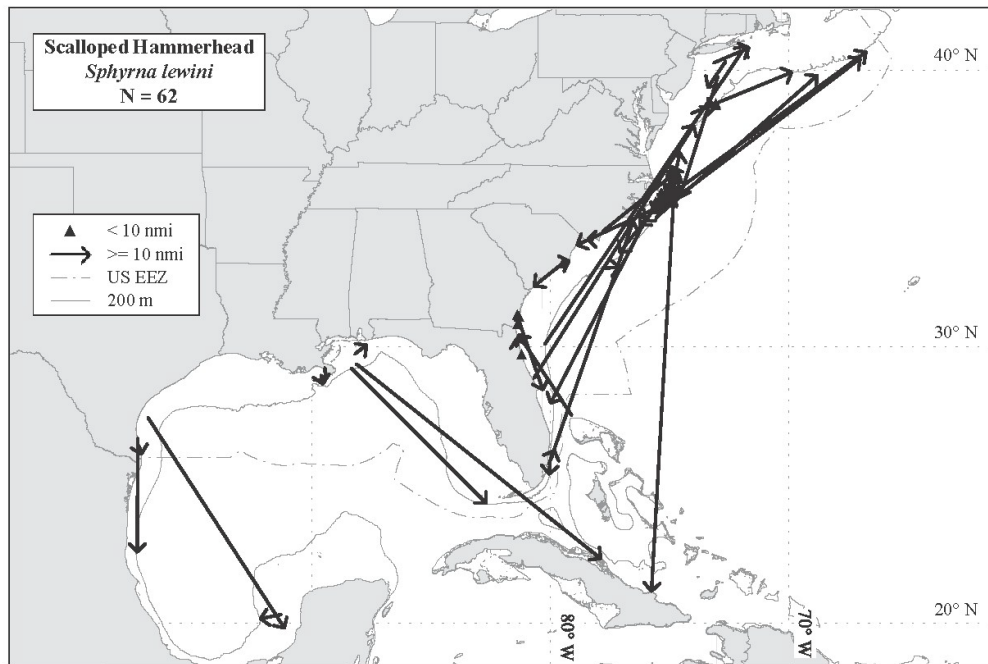 Scalloped Hammerhead
Sphyrna lewini
N = 62
< 10 nmi
>= 10 nmi
US EEZ
200 m
40° N
30° N
20° N
80° W
70° W